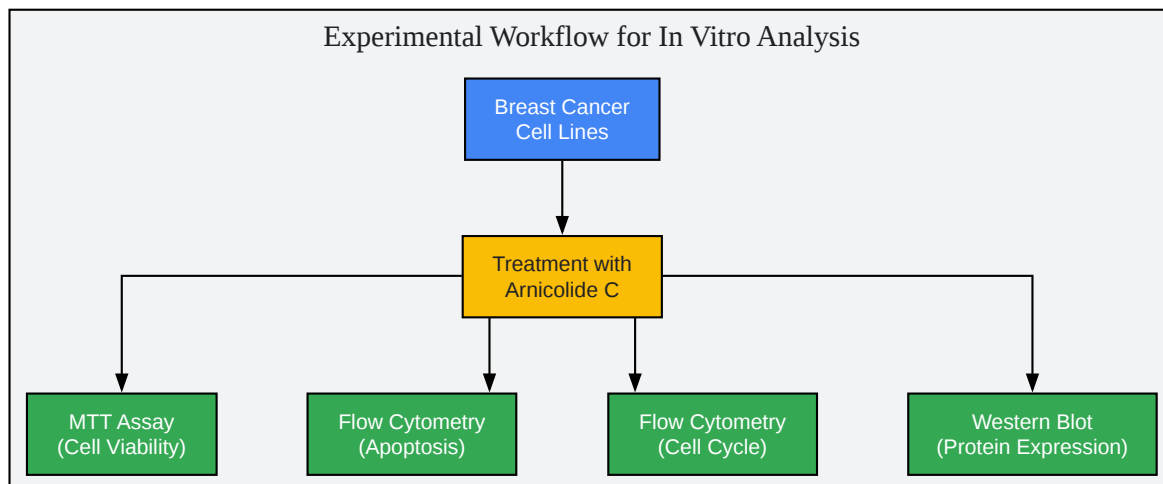 Experimental Workflow for In Vitro Analysis
Breast Cancer
Cell Lines
Treatment with
Arnicolide C
MTT Assay
(Cell Viability)
Flow Cytometry
(Apoptosis)
Flow Cytometry
(Cell Cycle)
Western Blot
(Protein Expression)